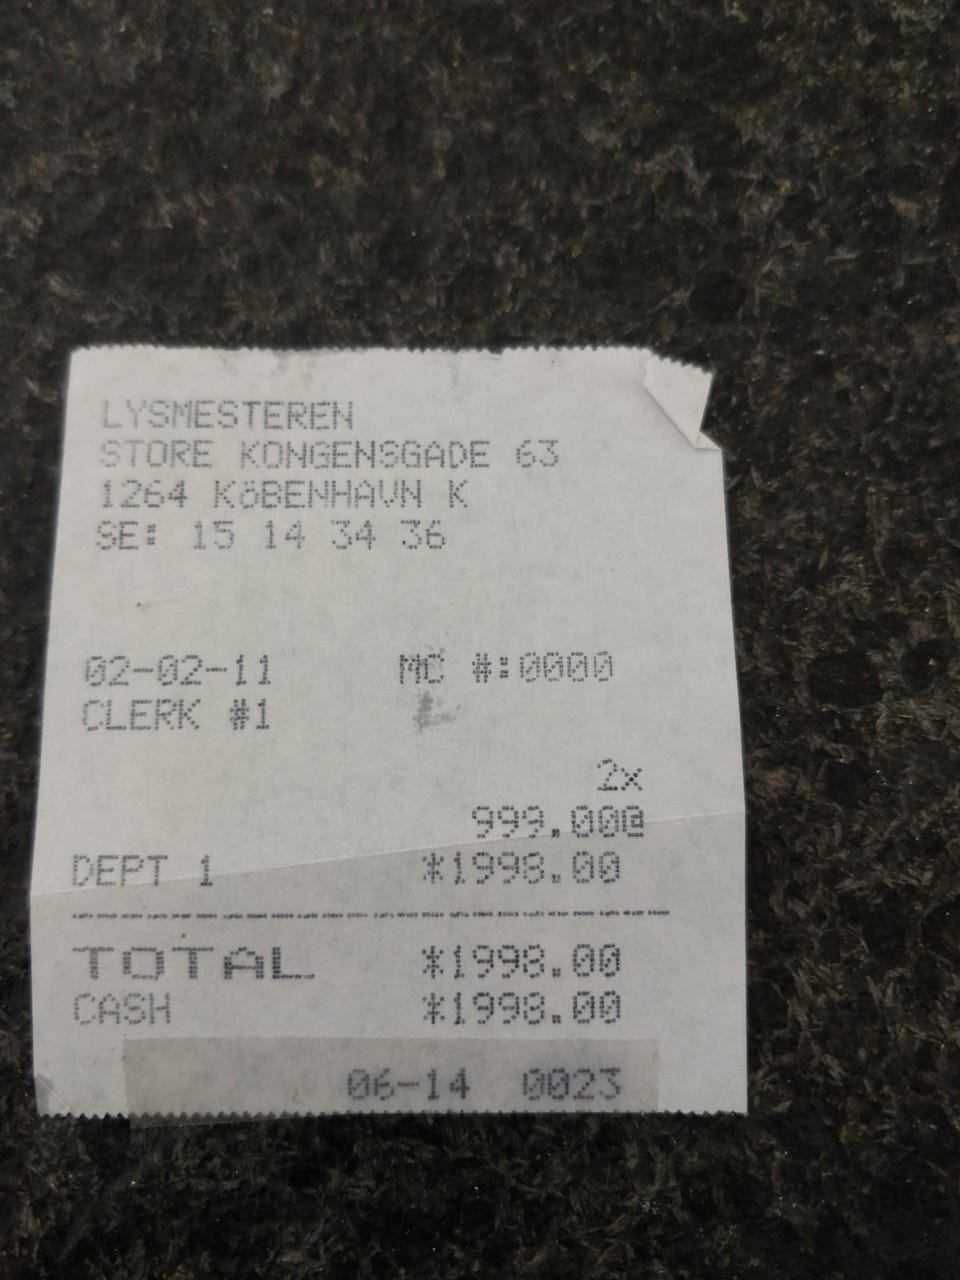 LYSMESTEREN
STORE KONGENSGADE 63
1264 KöBENHAVN K
SE: 15 14 34 36
02-02-11 MC #:0000
CLERK #1
2x
999.00@
DEPT 1 *1998.00
TOTAL *1998.00
CASH *1998.00
06-14 0023